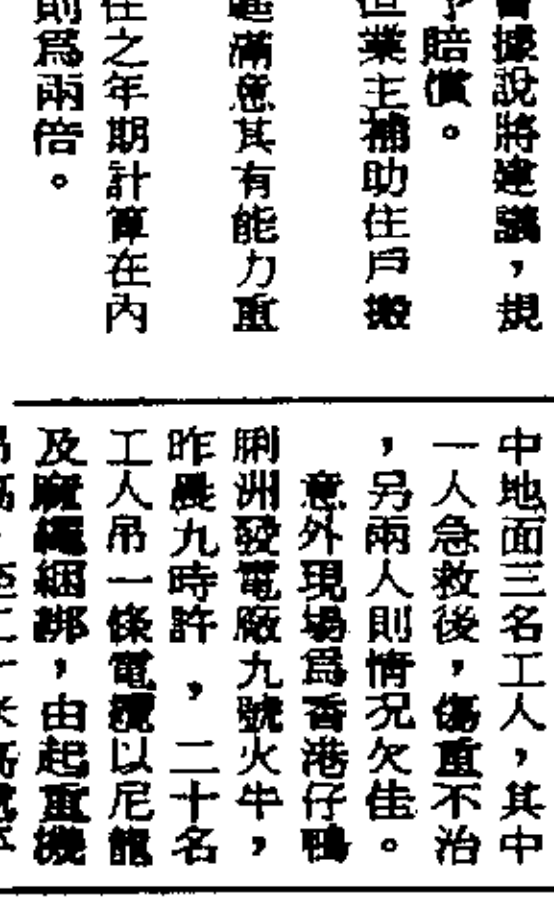 會據說將建議，規
予賠償。
但業主補助住戶搬
滿意其有能力重
住之年期計算在內
則爲兩倍。
中地面三名工人，其中
一人急救後，傷重不治
，另兩人則情況欠佳。
意外現場爲香港仔鴨
脷洲發電廠九號火牛，
昨晨九時許，二十名
工人吊一條電纜以尼龍
及麻繩綑綁，由起重機